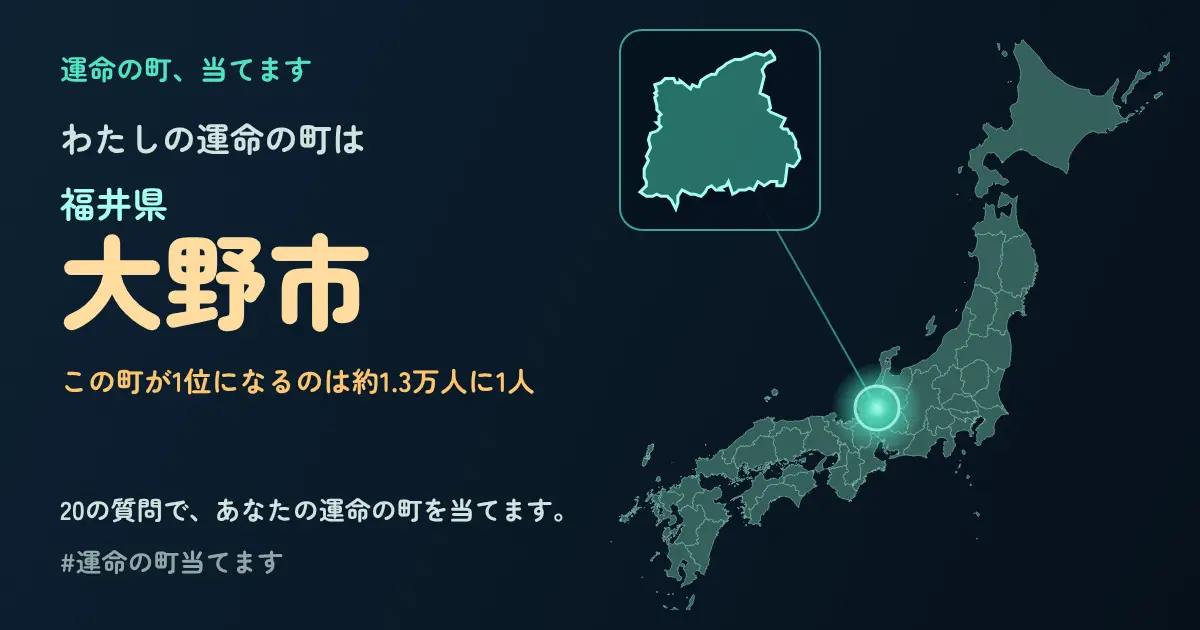 運命の町、当てます
わたしの運命の町は
福井県
大野市
この町が1位になるのは約1.3万人に1人
20の質問で、あなたの運命の町を当てます。
#運命の町当てます